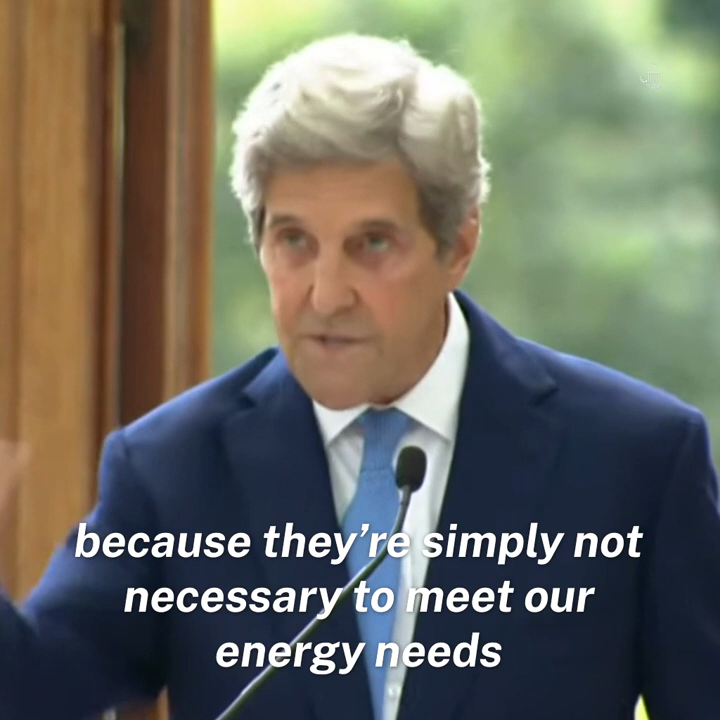 because they’re simply not
necessary to meet our
energy needs